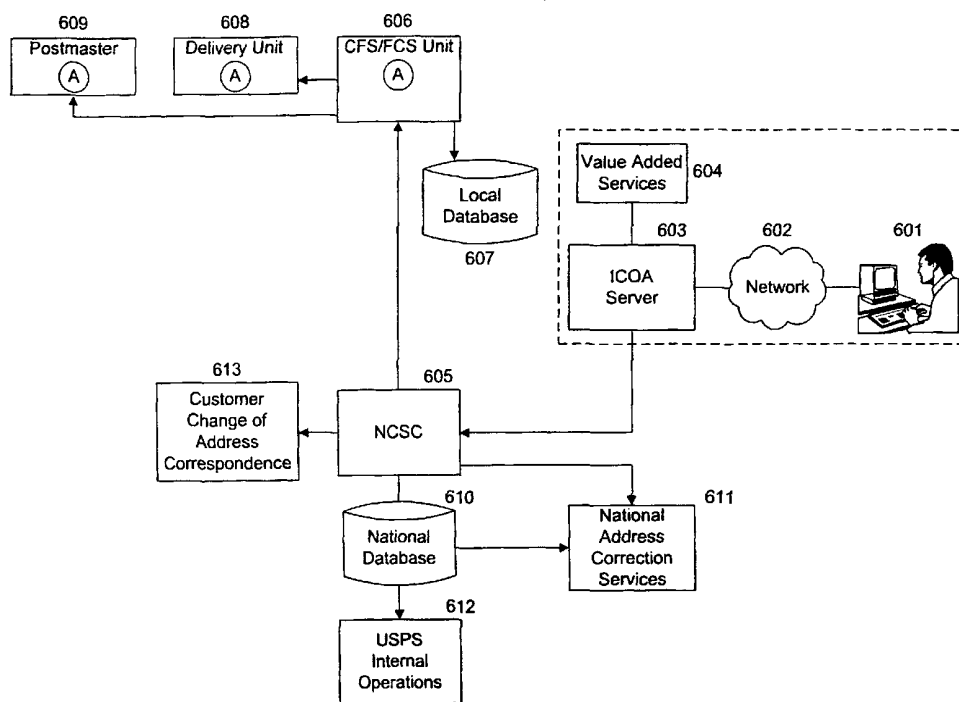 609
608
606
Postmaster
A
Delivery Unit
A
CFS/FCS Unit
A
Local
Database
607
Value Added
Services
604
603
602
601
ICOA
Server
Network
613
605
Customer
Change of
Address
Correspondence
NCSC
610
611
National
Database
National
Address
Correction
Services
612
USPS
Internal
Operations